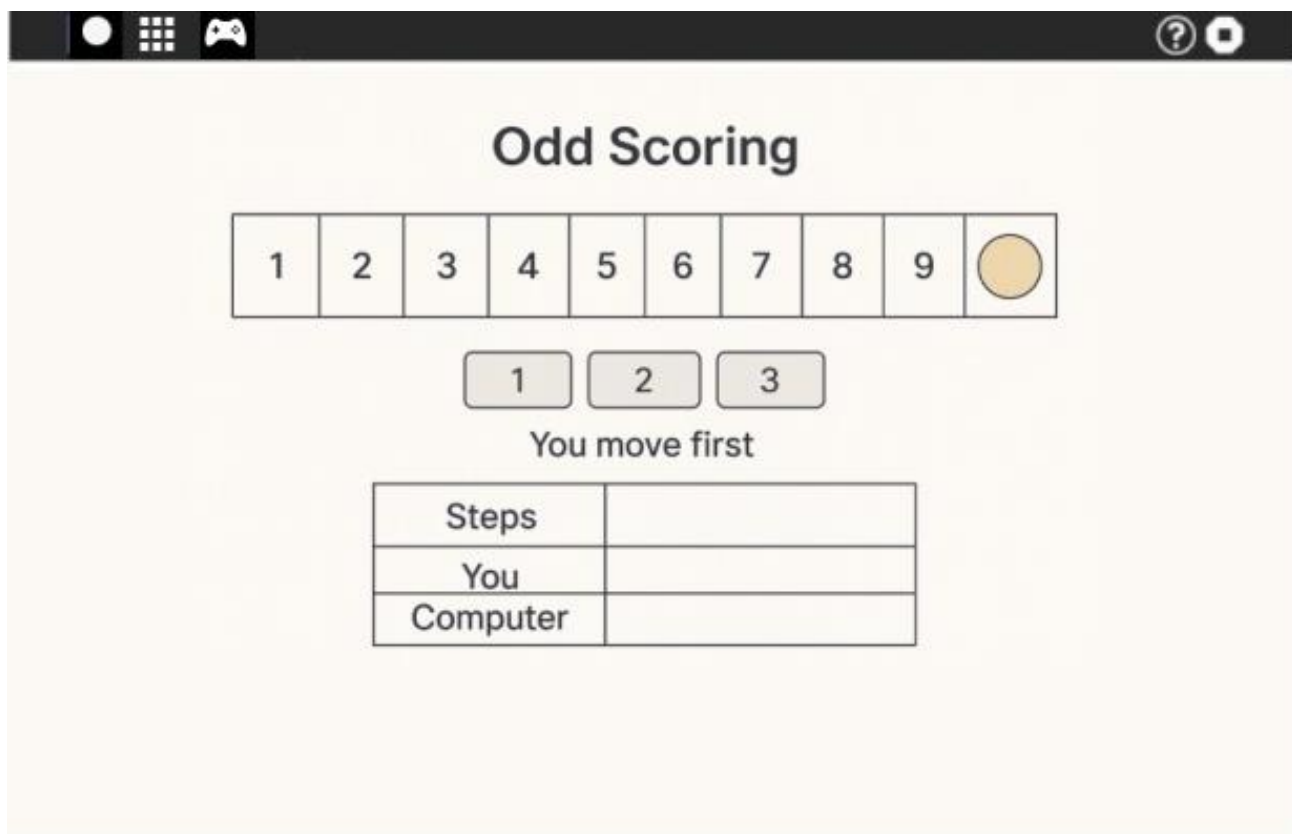 ?
Odd Scoring
1 2 3 4 5 6 7 8 9
1 2 3
You move first
Steps
You
Computer